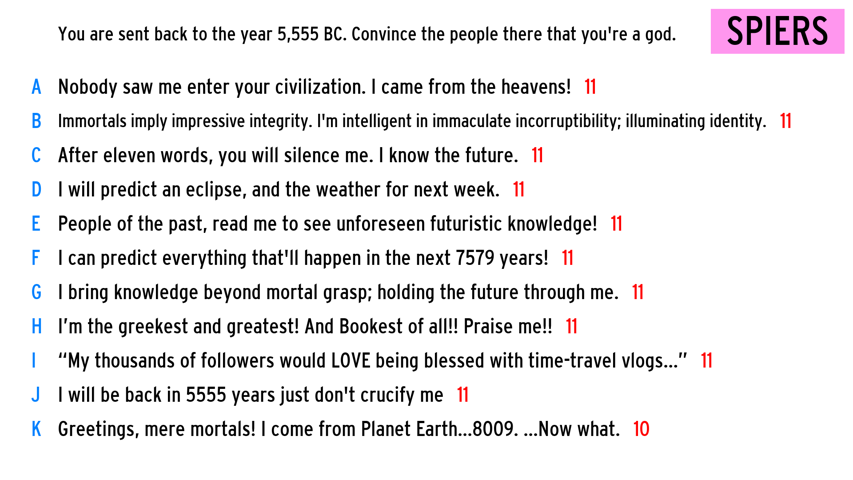 You are sent back to the year 5,555 BC. Convince the people there that you're a god.
SPIERS
A Nobody saw me enter your civilization. I came from the heavens! 11
B Immortals imply impressive integrity. I'm intelligent in immaculate incorruptibility; illuminating identity. 11
C After eleven words, you will silence me. I know the future. 11
D I will predict an eclipse, and the weather for next week. 11
E People of the past, read me to see unforeseen futuristic knowledge! 11
F I can predict everything that'll happen in the next 7579 years! 11
G I bring knowledge beyond mortal grasp; holding the future through me. 11
H I’m the greekest and greatest! And Bookest of all!! Praise me!! 11
I “My thousands of followers would LOVE being blessed with time-travel vlogs...” 11
J I will be back in 5555 years just don't crucify me 11
K Greetings, mere mortals! I come from Planet Earth...8009. ...Now what. 10